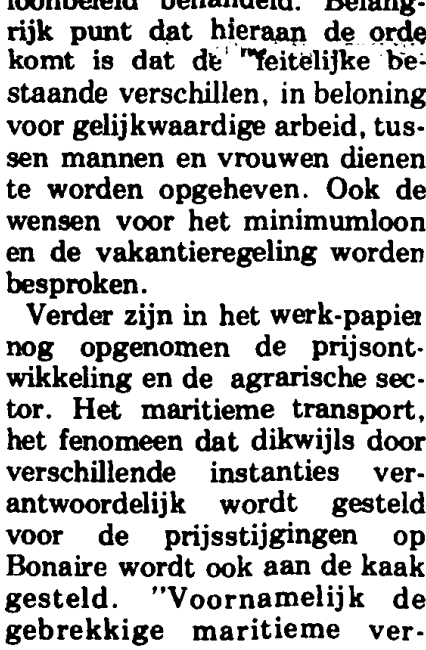 loonbeleid behandeld. Belang-
rijk punt dat hieraan de orde
komt is dat de "feitelijke be-
staande verschillen, in beloning
voor gelijkwaardige arbeid, tus-
sen mannen en vrouwen dienen
te worden opgeheven. Ook de
wensen voor het minimumloon
en de vakantieregeling worden
besproken.
Verder zijn in het werk-papier
nog opgenomen de prijsont-
wikkeling en de agrarische sec-
tor. Het maritieme transport,
het fenomeen dat dikwijls door
verschillende instanties ver-
antwoordelijk wordt gesteld
voor de prijsstijgingen op
Bonaire wordt ook aan de kaak
gesteld. "Voornamelijk de
gebrekkige maritieme ver-